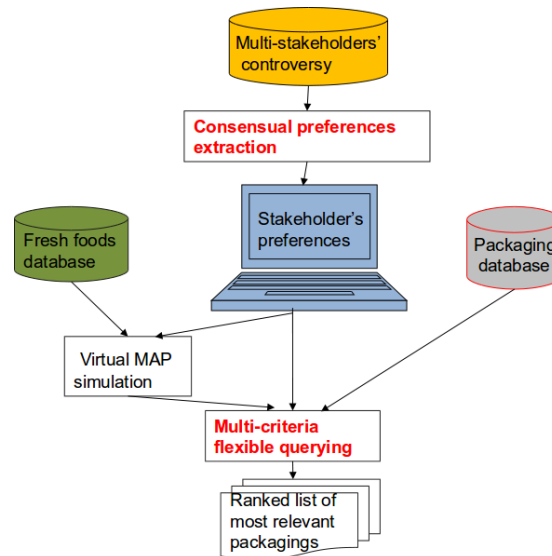 Multi-stakeholders'
controversy
Consensual preferences
extraction
Stakeholder's
preferences
Fresh foods
database
Packaging
database
Virtual MAP
simulation
Multi-criteria
flexible querying
Ranked list of
most relevant
packagings